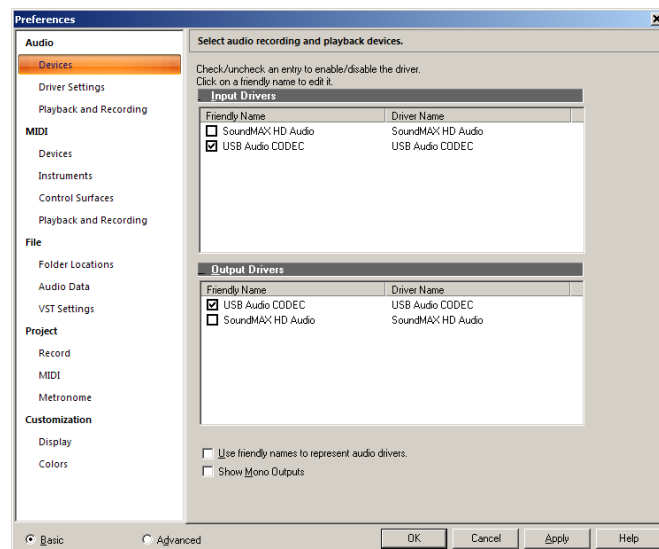 Preferences
Audio
Devices
Driver Settings
Playback and Recording
MIDI
Devices
Instruments
Control Surfaces
Playback and Recording
File
Folder Locations
Audio Data
VST Settings
Project
Record
MIDI
Metronome
Customization
Display
Colors
Select audio recording and playback devices.
Check/uncheck an entry to enable/disable the driver.
Click on a friendly name to edit it.
Input Drivers
Friendly Name Driver Name
SoundMAX HD Audio SoundMAX HD Audio
USB Audio CODEC USB Audio CODEC
Output Drivers
Friendly Name Driver Name
USB Audio CODEC USB Audio CODEC
SoundMAX HD Audio SoundMAX HD Audio
Use friendly names to represent audio drivers.
Show Mono Outputs
Basic Advanced OK Cancel Apply Help